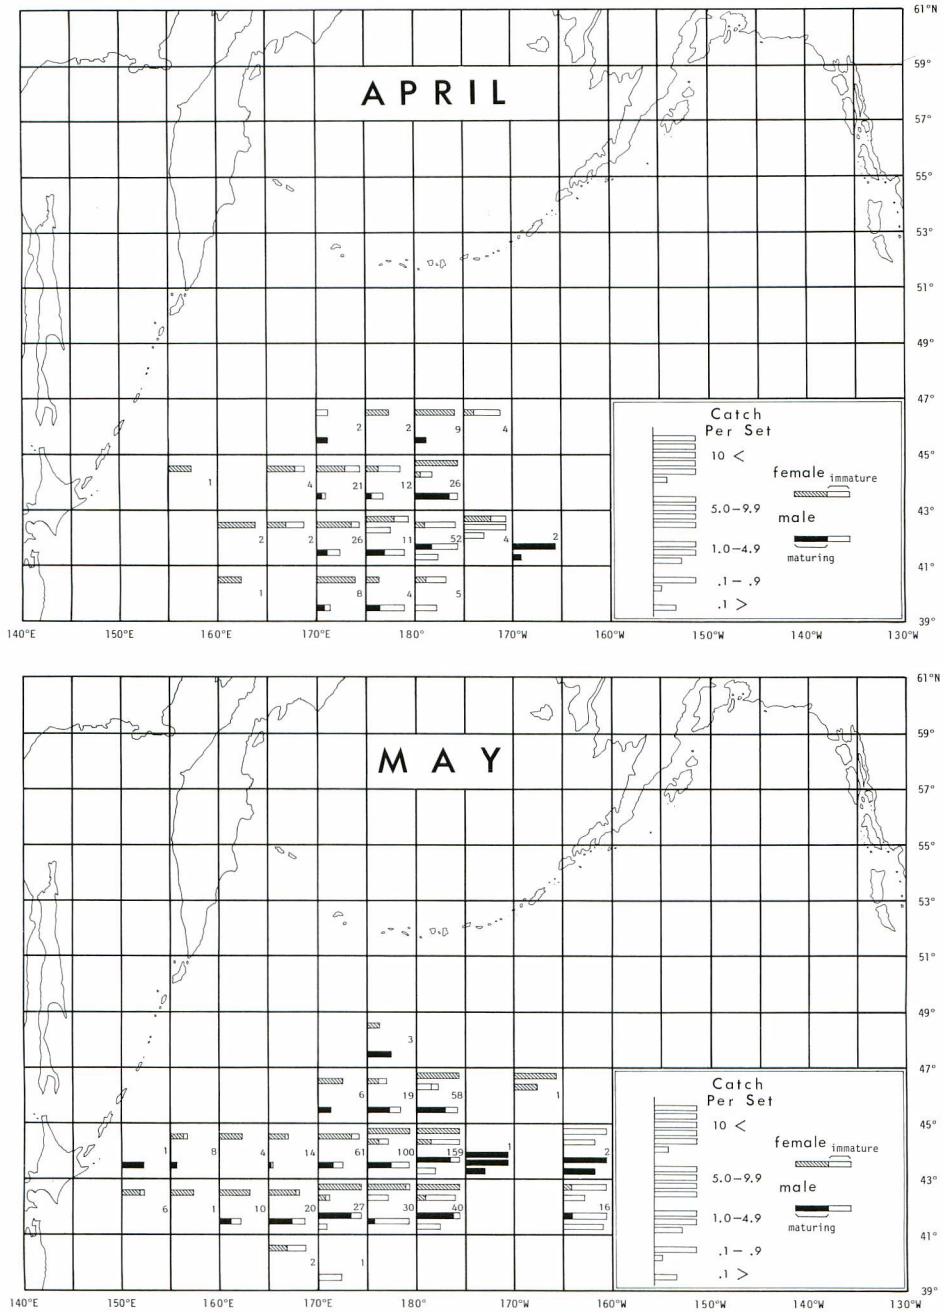 61°N
59°
APRIL
57°
55°
53°
51°
49°
47°
2 2 9 4
45°
1 4 21 12 26
43°
2 2 26 11 52 4 2
41°
1 8 4 5
39°
Catch
Per Set
10 <
5.0-9.9
1.0-4.9
.1 - .9
.1 >
female immature
male
maturing
140°E 150°E 160°E 170°E 180° 170°W 160°W 150°W 140°W 130°W
61°N
59°
MAY
57°
55°
53°
51°
49°
3
47°
6 19 58 1
45°
1 8 4 14 61 100 159 1 2
43°
6 1 10 20 27 30 40 16
41°
2 1
39°
Catch
Per Set
10 <
5.0-9.9
1.0-4.9
.1 - .9
.1 >
female immature
male
maturing
140°E 150°E 160°E 170°E 180° 170°W 160°W 150°W 140°W 130°W